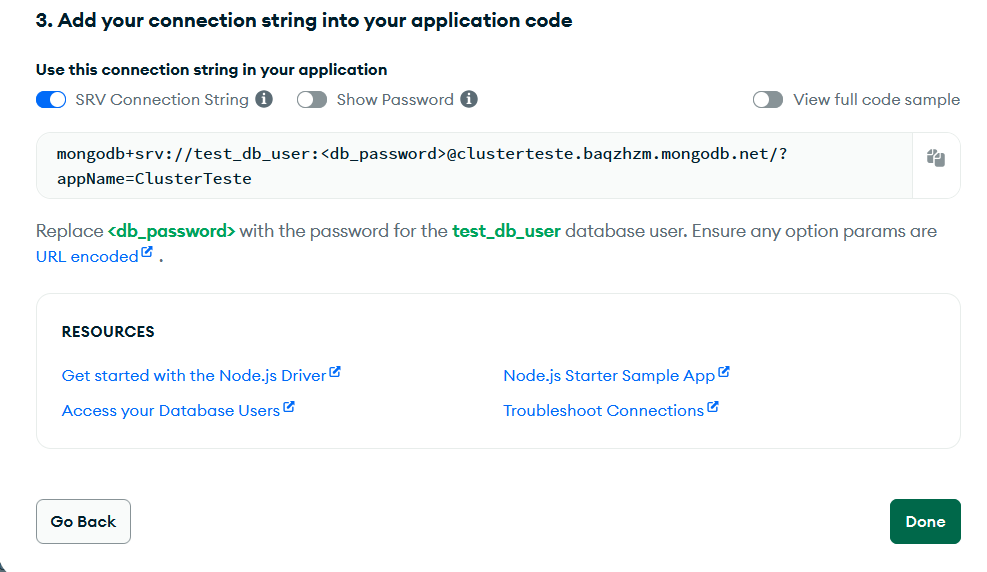 3. Add your connection string into your application code
Use this connection string in your application
SRV Connection String
Show Password
View full code sample
mongodb+srv://test_db_user:<db_password>@clusterteste.baqzhzm.mongodb.net/?
appName=ClusterTeste
Replace <db_password> with the password for the test_db_user database user. Ensure any option params are
URL encoded .
RESOURCES
Get started with the Node.js Driver
Node.js Starter Sample App
Access your Database Users
Troubleshoot Connections
Go Back
Done